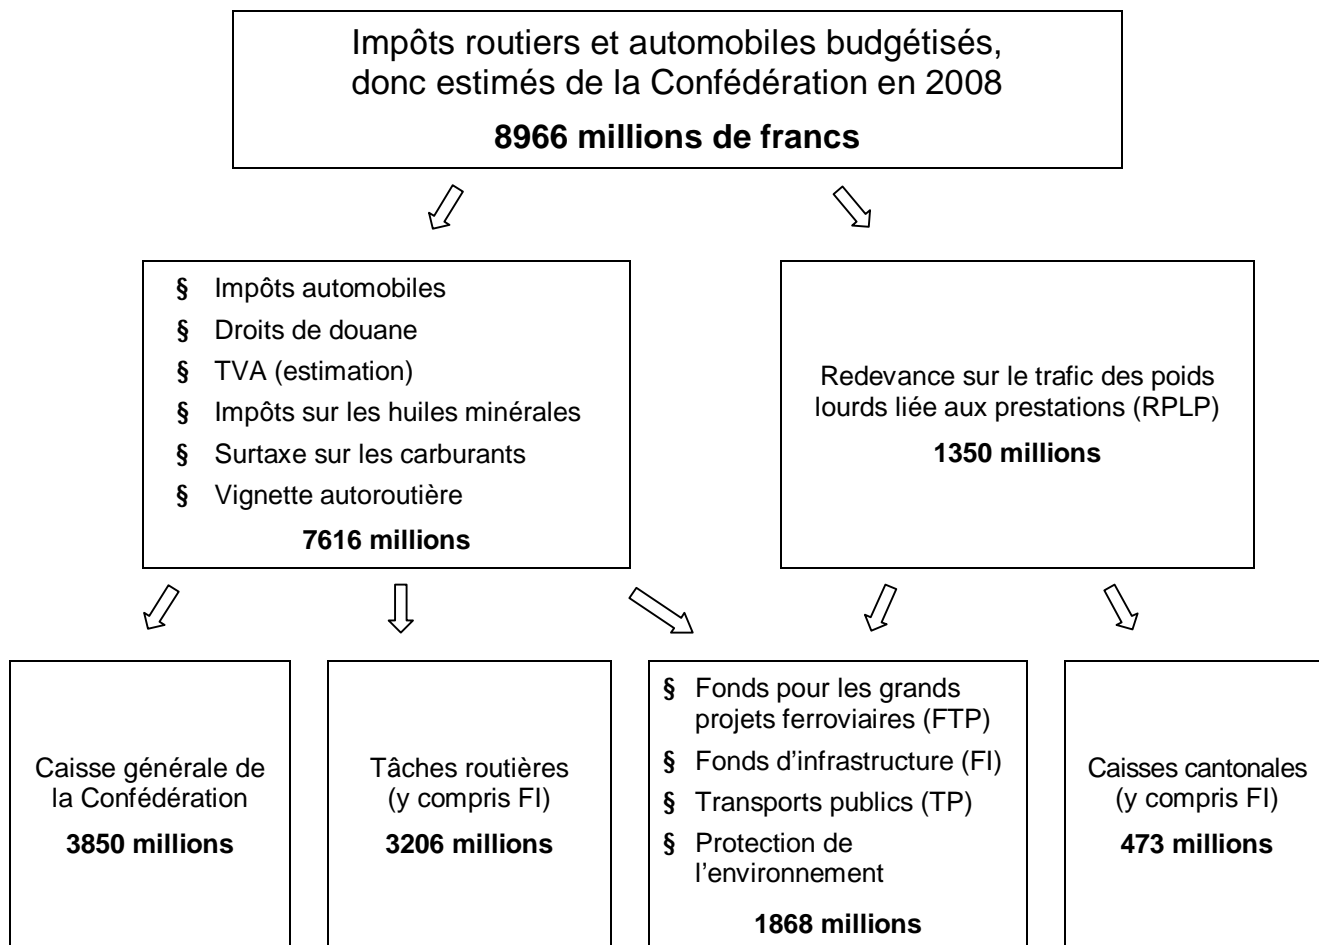 Impôts routiers et automobiles budgétisés,
donc estimés de la Confédération en 2008
8966 millions de francs
§ Impôts automobiles
§ Droits de douane
§ TVA (estimation)
§ Impôts sur les huiles minérales
§ Surtaxe sur les carburants
§ Vignette autoroutière
7616 millions
Redevance sur le trafic des poids
lourds liée aux prestations (RPLP)
1350 millions
Caisse générale de
la Confédération
3850 millions
Tâches routières
(y compris FI)
3206 millions
§ Fonds pour les grands
projets ferroviaires (FTP)
§ Fonds d'infrastructure (FI)
§ Transports publics (TP)
§ Protection de
l'environnement
1868 millions
Caisses cantonales
(y compris FI)
473 millions